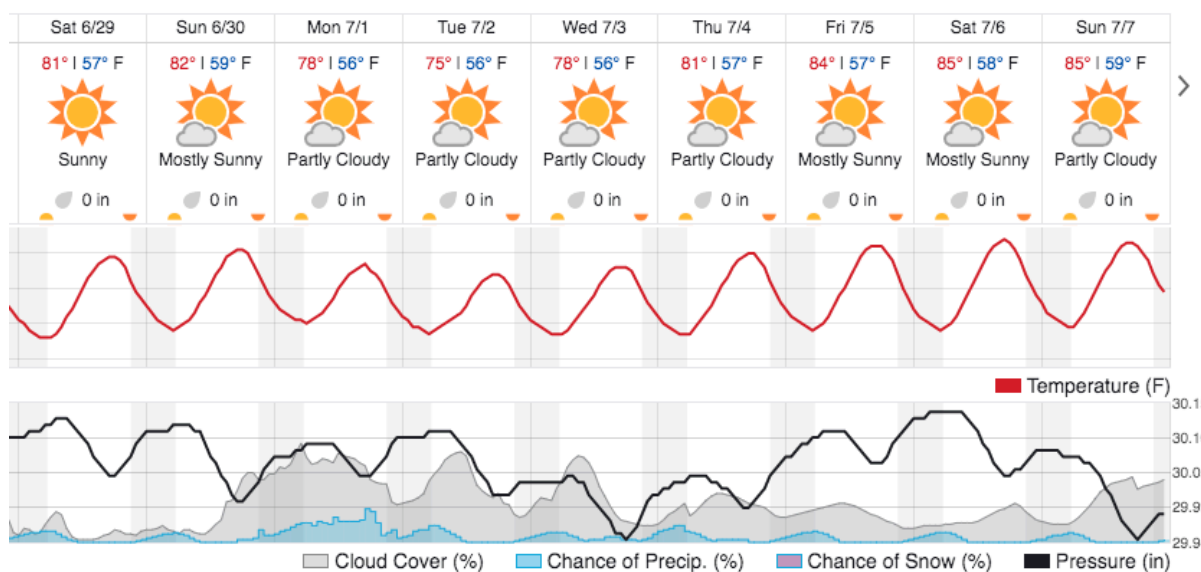 Sat 6/29 Sun 6/30 Mon 7/1 Tue 7/2 Wed 7/3 Thu 7/4 Fri 7/5 Sat 7/6 Sun 7/7
81° | 57° F 82° | 59° F 78° | 56° F 75° | 56° F 78° | 56° F 81° | 57° F 84° | 57° F 85° | 58° F 85° | 59° F
Sunny Mostly Sunny Partly Cloudy Partly Cloudy Partly Cloudy Partly Cloudy Mostly Sunny Mostly Sunny Partly Cloudy
0 in 0 in 0 in 0 in 0 in 0 in 0 in 0 in 0 in
Temperature (F)
30.1
30.1
30.0
29.9
29.9
Cloud Cover (%) Chance of Precip. (%) Chance of Snow (%) Pressure (in)